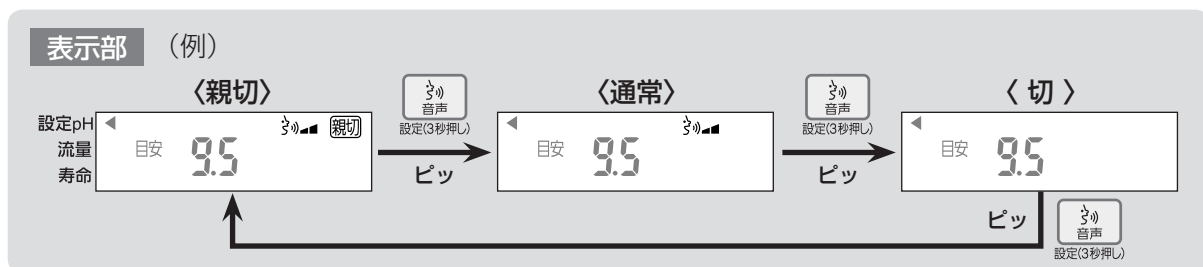 表示部 (例)
〈親切〉
音声
設定(3秒押し)
〈通常〉
音声
設定(3秒押し)
〈 切 〉
設定pH
流量
寿命
目安 9.5 親切
ピッ
目安 9.5
ピッ
目安 9.5
ピッ
音声
設定(3秒押し)